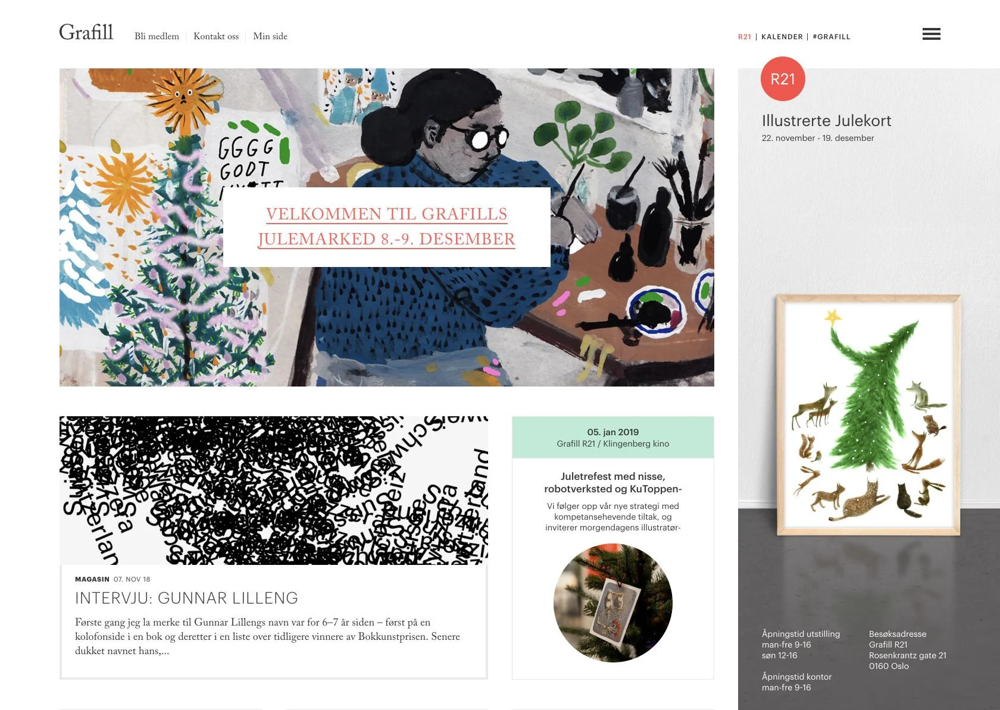 Grafill
Bli medlem
Kontakt oss
Min side
R21 | KALENDER | #GRAFILL
GGGG
GODT
VELKOMMEN TIL GRAFILLS
JULEMARKED 8.-9. DESEMBER
R21
Illustrerte Julekort
22. november - 19. desember
MAGASIN 07. NOV 18
INTERVJU: GUNNAR LILLENG
Første gang jeg la merke til Gunnar Lillengs navn var for 6–7 år siden – først på en
kolofonside i en bok og deretter i en liste over tidligere vinnere av Bokkunstprisen. Senere
dukket navnet hans,...
05. jan 2019
Grafill R21 / Klingenberg kino
Juletrefest med nisse,
robotverksted og KuToppen-
Vi følger opp vår nye strategi med
kompetansehevende tiltak, og
inviterer morgendagens illustratør-
Åpningstid utstilling
man-fre 9-16
søn 12-16
Åpningstid kontor
man-fre 9-16
Besøksadresse
Grafill R21
Rosenkrantz gate 21
0160 Oslo